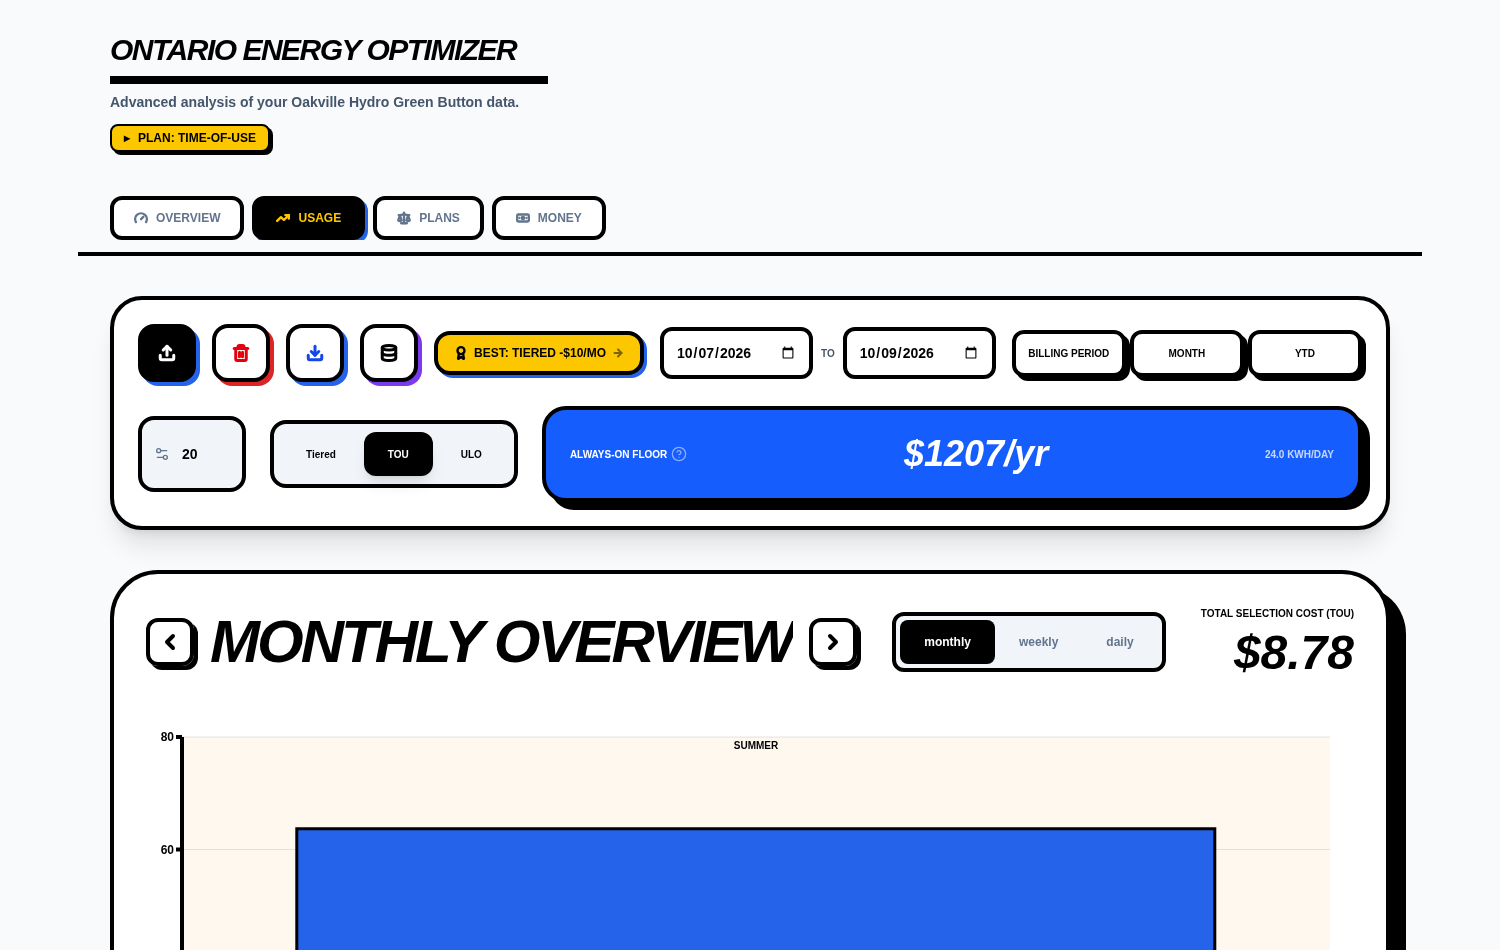 ONTARIO ENERGY OPTIMIZER
Advanced analysis of your Oakville Hydro Green Button data.
► PLAN: TIME-OF-USE
OVERVIEW
USAGE
PLANS
MONEY
BEST: TIERED -$10/MO →
10/07/2026
TO
10/09/2026
BILLING PERIOD
MONTH
YTD
20
Tiered
TOU
ULO
ALWAYS-ON FLOOR ?
$1207/yr
24.0 KWH/DAY
MONTHLY OVERVIEW
monthly
weekly
daily
TOTAL SELECTION COST (TOU)
$8.78
80
SUMMER
60